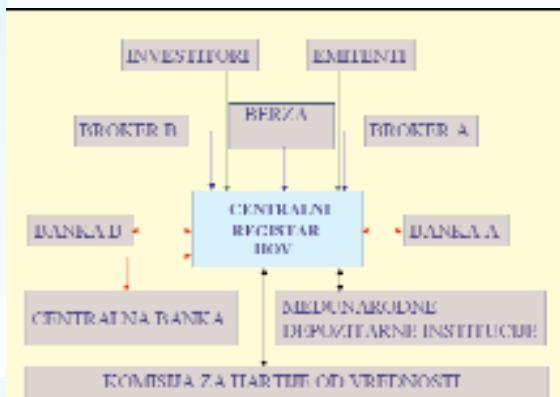 INVESTITORI
EMITENTI
BERZA
BROKER B
BROKER A
CENTRALNI
REGISTAR
HOV
BANKA B
BANKA A
CENTRALNA BANKA
MEĐUNARODNE
DEPOZITARNE INSTITUCIJE
KOMISIJA ZA HARTIJE OD VREDNOSTI